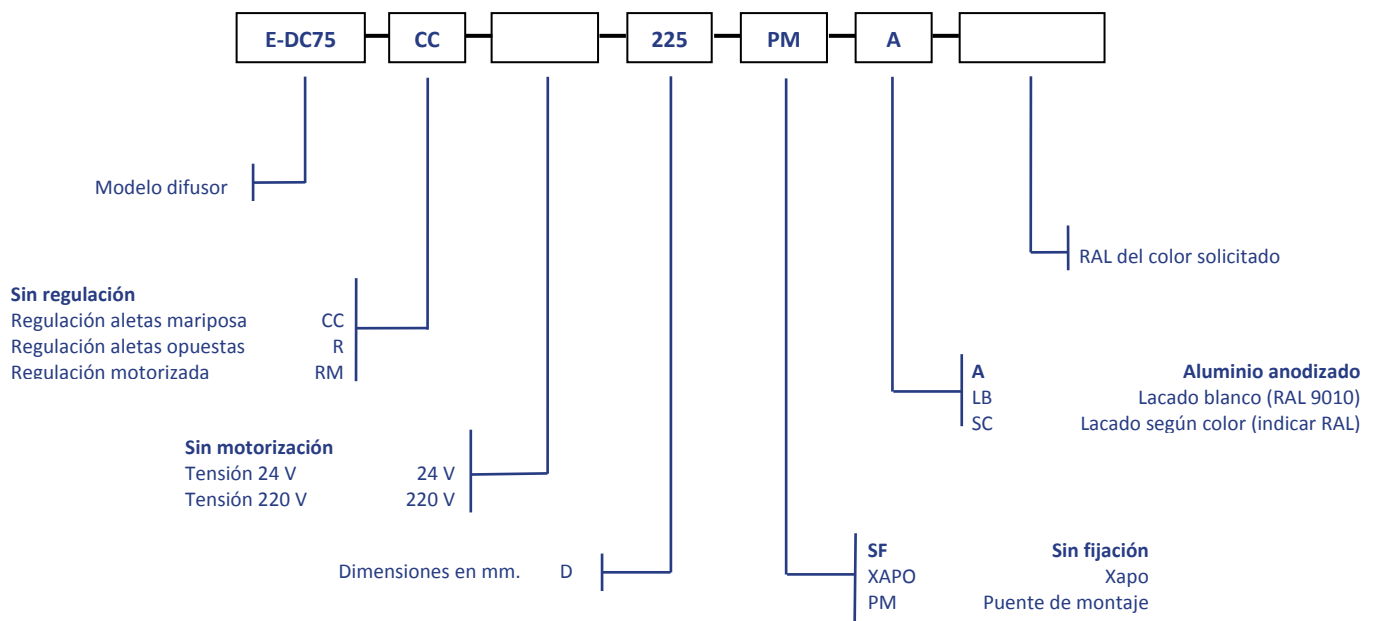 E-DC75 CC 225 PM A
Modelo difusor
RAL del color solicitado
Sin regulación
Regulación aletas mariposa CC
Regulación aletas opuestas R
Regulación motorizada RM
A Aluminio anodizado
LB Lacado blanco (RAL 9010)
SC Lacado según color (indicar RAL)
Sin motorización
Tensión 24 V 24 V
Tensión 220 V 220 V
SF Sin fijación
Dimensiones en mm. D
XAPO Xapo
PM Puente de montaje